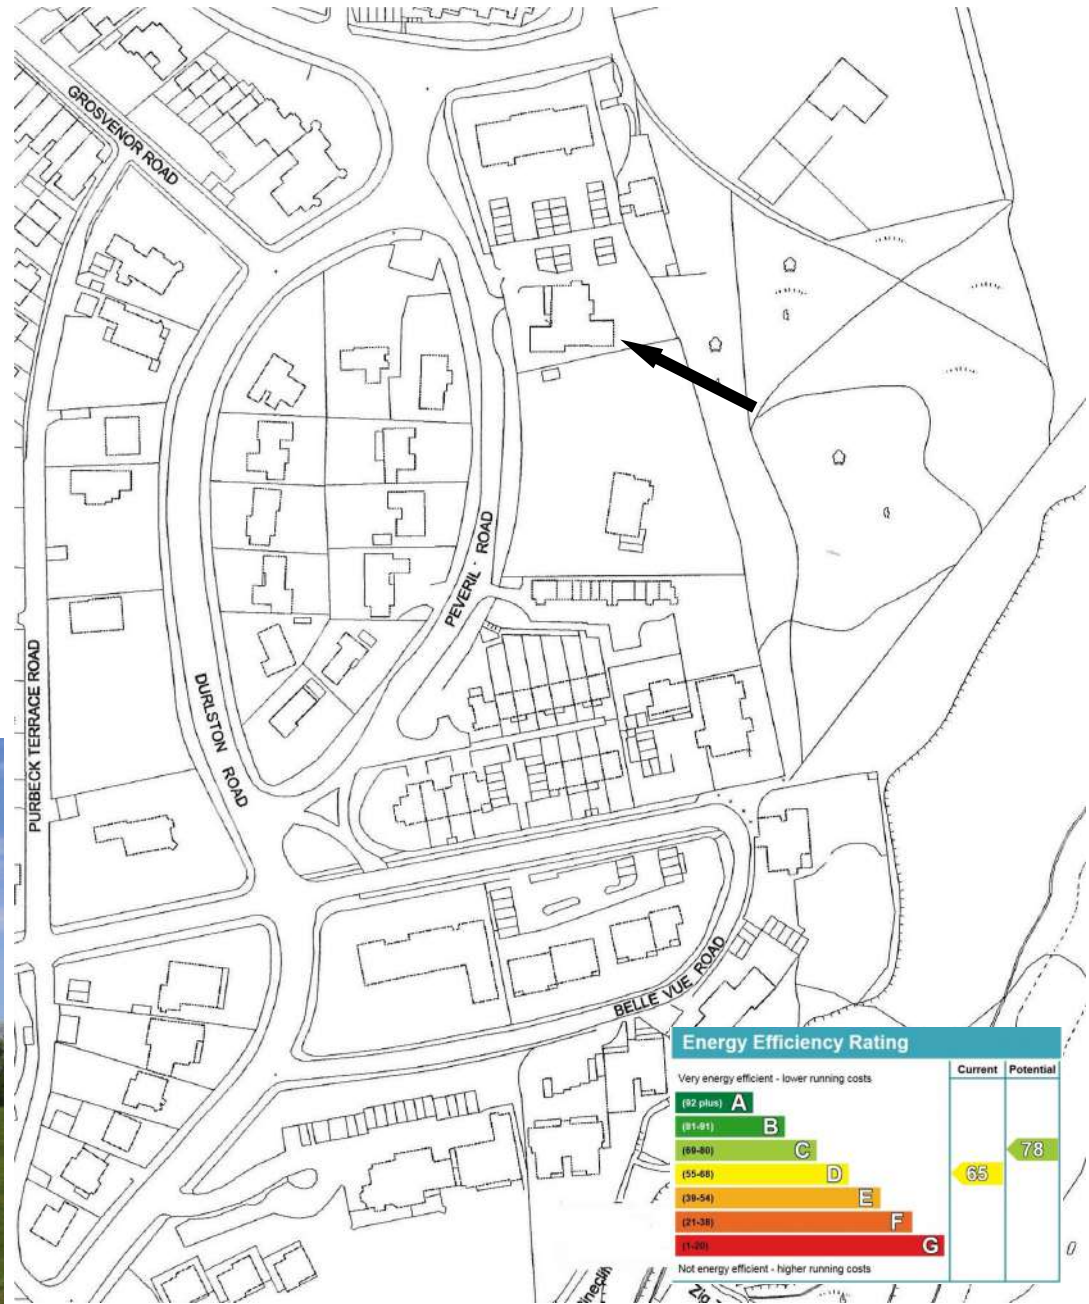 GROSVENOR ROAD
PEVERIL ROAD
PURBECK TERRACE ROAD
DURLSTON ROAD
BELLE VUE ROAD
Energy Efficiency Rating
Current Potential
Very energy efficient - lower running costs
(92 plus) A
(81-91) B
(69-80) C 78
(55-68) D 65
(39-54) E
(21-38) F
(1-20) G
Not energy efficient - higher running costs